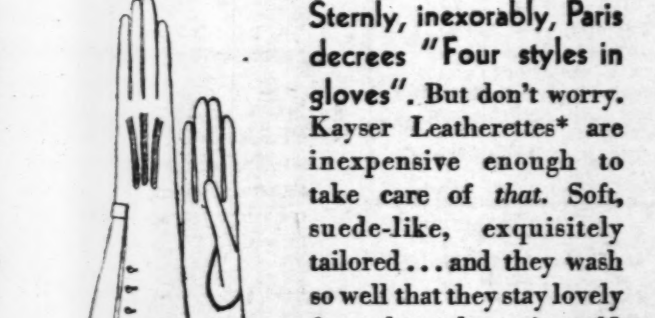 Sternly, inexorably, Paris
decrees "Four styles in
gloves". But don't worry.
Kayser Leatherettes* are
inexpensive enough to
take care of that. Soft,
suede-like, exquisitely
tailored...and they wash
so well that they stay lovely